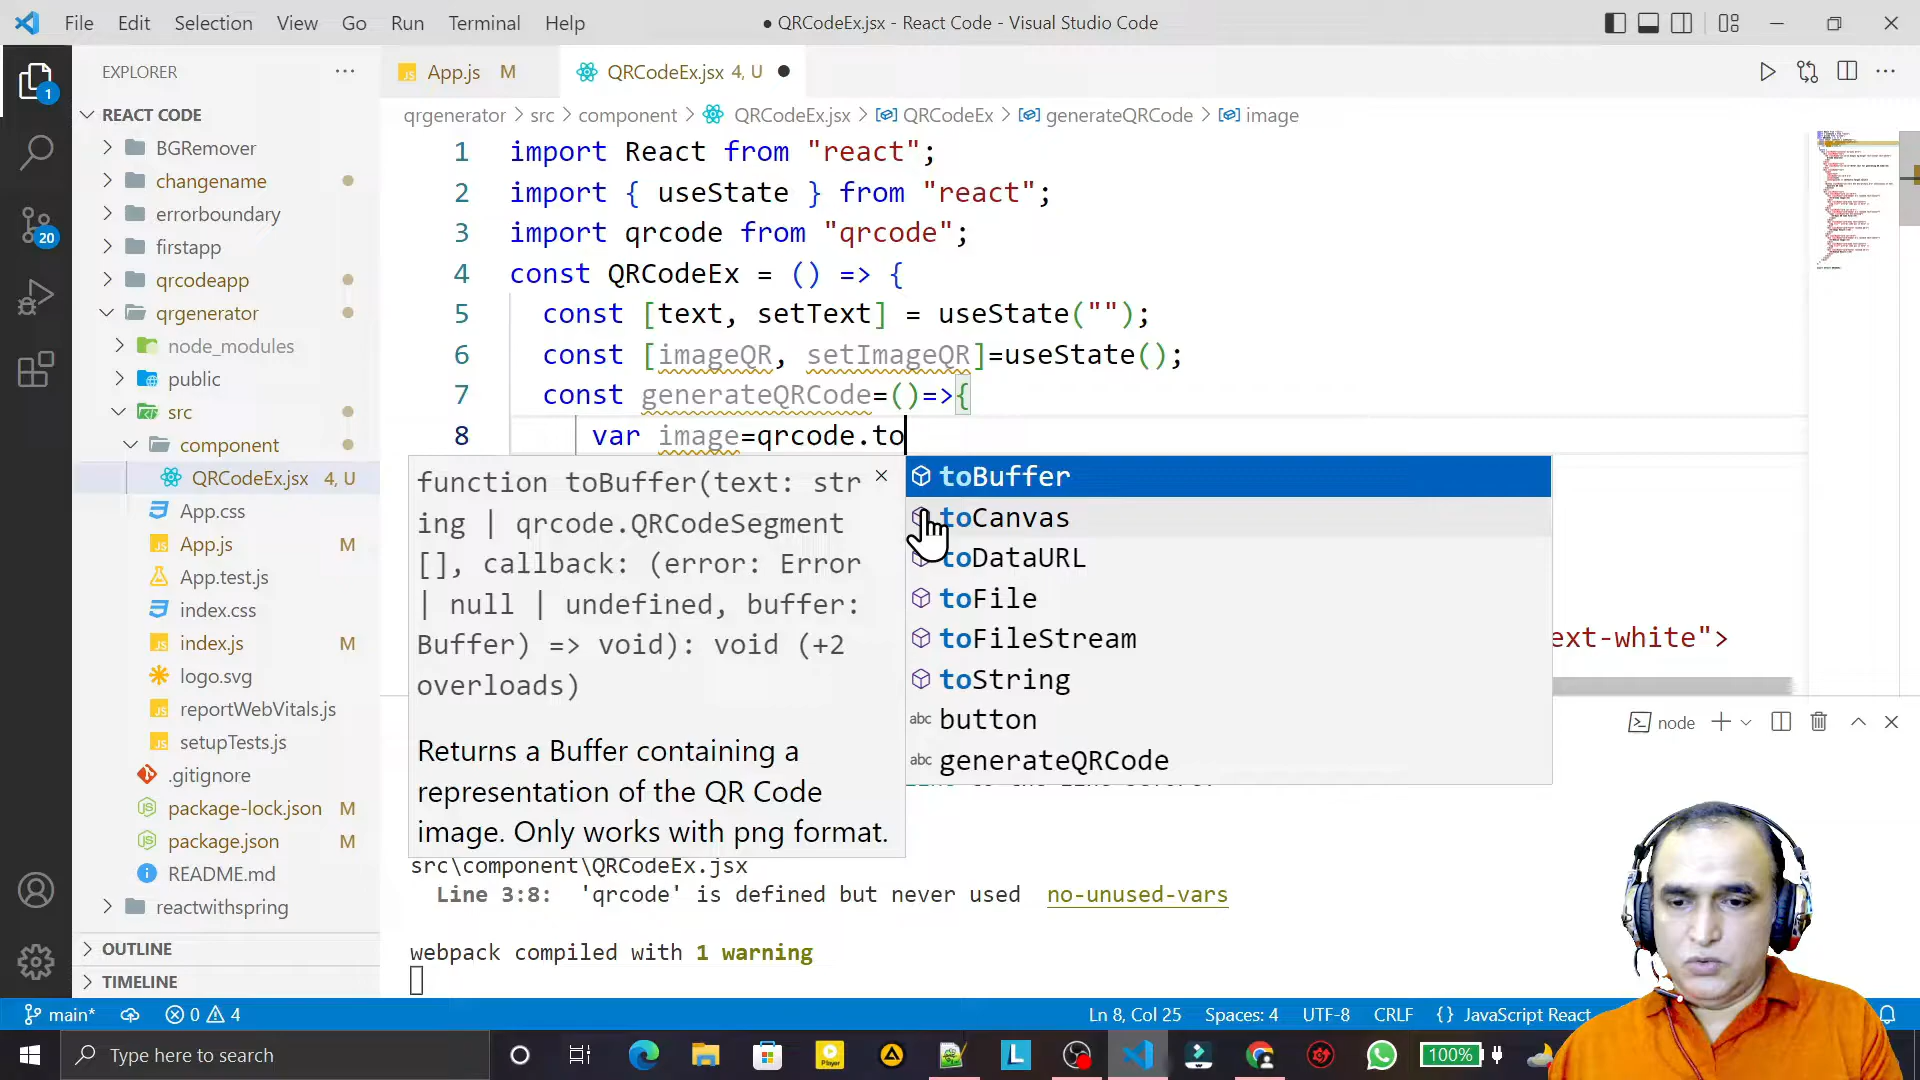 File Edit Selection View Go Run Terminal Help
● QRCodeEx.jsx - React Code - Visual Studio Code
EXPLORER
App.js M
QRCodeEx.jsx 4, U
REACT CODE
qrgenerator > src > component > QRCodeEx.jsx > QRCodeEx > generateQRCode > image
BGRemover
changename
errorboundary
firstapp
qrcodeapp
qrgenerator
node_modules
public
src
component
QRCodeEx.jsx 4, U
App.css
App.js M
App.test.js
index.css
index.js M
logo.svg
reportWebVitals.js
setupTests.js
.gitignore
package-lock.json M
package.json M
README.md
reactwithspring
OUTLINE
TIMELINE
1
20
1 import React from "react";
2 import { useState } from "react";
3 import qrcode from "qrcode";
4 const QRCodeEx = () => {
5 const [text, setText] = useState("");
6 const [imageQR, setImageQR]=useState();
7 const generateQRCode=()=>{
8 var image=qrcode.to
function toBuffer(text: str
ing | qrcode.QRCodeSegment
[], callback: (error: Error
| null | undefined, buffer:
Buffer) => void): void (+2
overloads)
Returns a Buffer containing a
representation of the QR Code
image. Only works with png format.
toBuffer
toCanvas
toDataURL
toFile
toFileStream
toString
button
generateQRCode
ext-white">
node
src\component\QRCodeEx.jsx
Line 3:8: 'qrcode' is defined but never used no-unused-vars
webpack compiled with 1 warning
main* 0 4
Ln 8, Col 25 Spaces: 4 UTF-8 CRLF {} JavaScript React
Type here to search
Player
L
100%